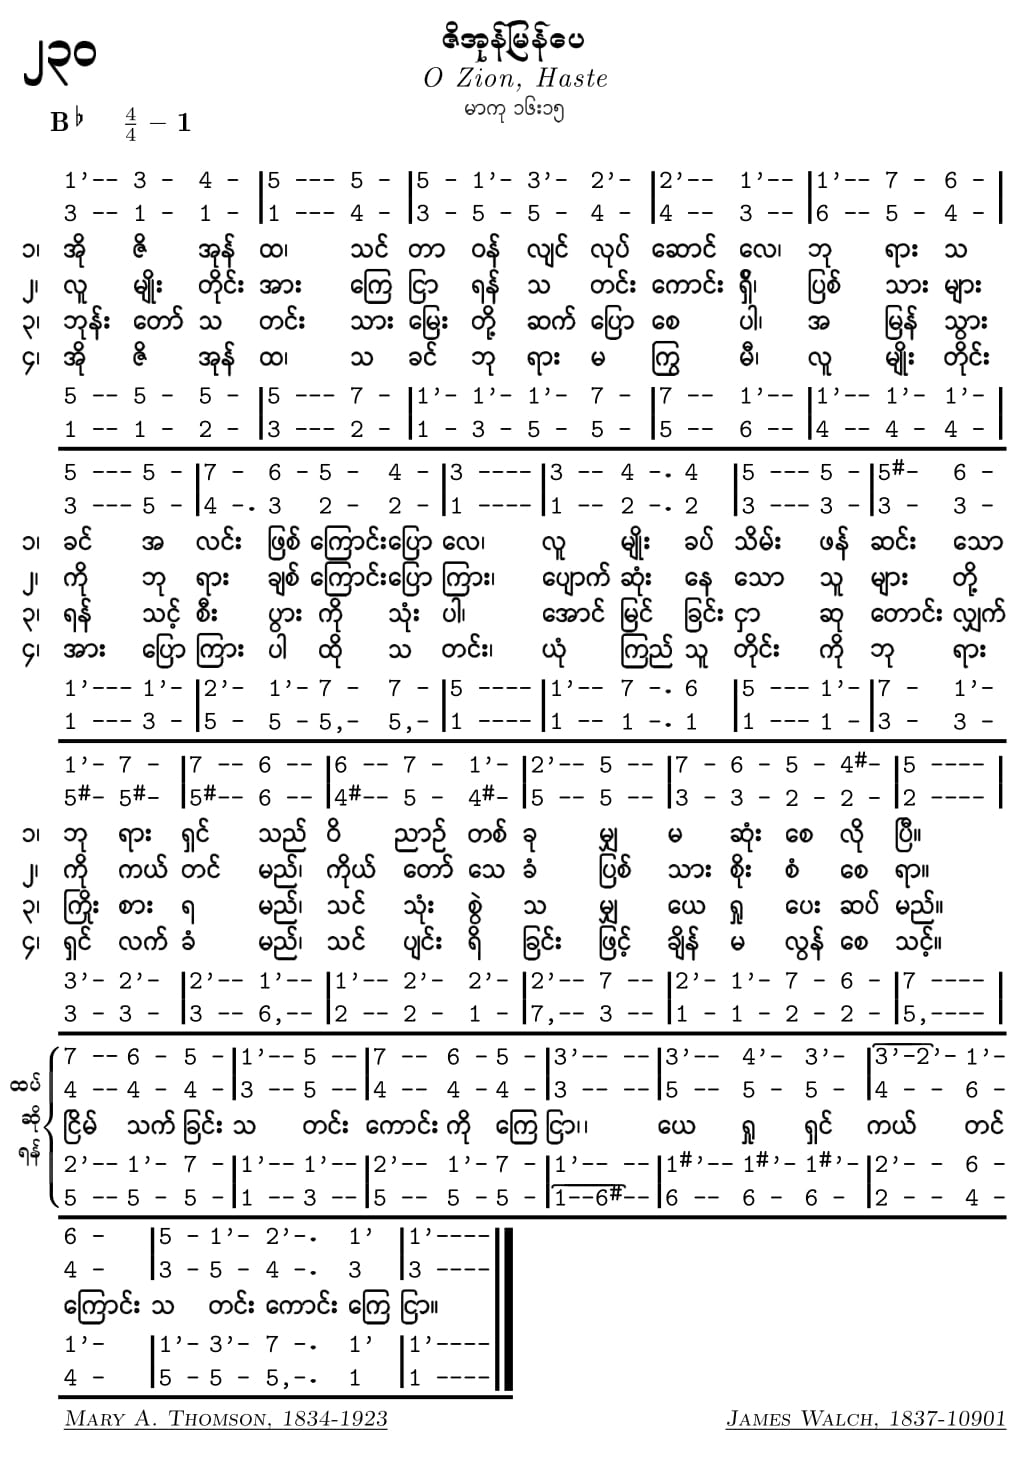 ၂၃၀
ဇိအုန်မြန်ပေ
O Zion, Haste
မာကု ၁၆း၁၅
B♭ 4/4 – 1
1’-- 3 - 4 - |5 --- 5 - |5 - 1’- 3’- 2’- |2’-- 1’-- |1’-- 7 - 6 - |
3 -- 1 - 1 - |1 --- 4 - |3 - 5 - 5 - 4 - |4 -- 3 -- |6 -- 5 - 4 - |
၁၊ အို ဇိ အုန် ထ၊ သင် တာ ဝန် လျင် လုပ် ဆောင် လေ၊ ဘု ရား သ
၂၊ လူ မျိုး တိုင်း အား ကြေ ငြာ ရန် သ တင်း ကောင်း ရှိ၊ ပြစ် သား များ
၃၊ ဘုန်း တော် သ တင်း သား မြေး တို့ ဆက် ပြော စေ ပါ၊ အ မြန် သွား
၄၊ အို ဇိ အုန် ထ၊ သ ခင် ဘု ရား မ ကြွ မီ၊ လူ မျိုး တိုင်း
5 -- 5 - 5 - |5 --- 7 - |1’- 1’- 1’- 7 - |7 -- 1’-- |1’-- 1’- 1’- |
1 -- 1 - 2 - |3 --- 2 - |1 - 3 - 5 - 5 - |5 -- 6 -- |4 -- 4 - 4 - |
5 --- 5 - |7 - 6 - 5 - 4 - |3 ---- |3 -- 4 -. 4 |5 --- 5 - |5#- 6 -
3 --- 5 - |4 -. 3 2 - 2 - |1 ---- |1 -- 2 -. 2 |3 --- 3 - |3 - 3 -
၁၊ ခင် အ လင်း ဖြစ် ကြောင်း ပြော လေ၊ လူ မျိုး ခပ် သိမ်း ဖန် ဆင်း သော
၂၊ ကို ဘု ရား ချစ် ကြောင်း ပြော ကြား၊ ပျောက် ဆုံး နေ သော သူ များ တို့
၃၊ ရန် သင့် စီး ပွား ကို သုံး ပါ၊ အောင် မြင် ခြင်း ငှာ ဆု တောင်း လျှက်
၄၊ အား ပြော ကြား ပါ ထို သ တင်း၊ ယုံ ကြည် သူ တိုင်း ကို ဘု ရား
1’--- 1’- |2’- 1’- 7 - 7 - |5 ---- |1’-- 7 -. 6 |5 --- 1’- |7 - 1’-
1 --- 3 - |5 - 5 - 5,- 5,- |1 ---- |1 -- 1 -. 1 |1 --- 1 - |3 - 3 -
1’- 7 - |7 -- 6 -- |6 -- 7 - 1’- |2’-- 5 -- |7 - 6 - 5 - 4#- |5 ---- |
5#- 5#- |5#-- 6 -- |4#-- 5 - 4#- |5 -- 5 -- |3 - 3 - 2 - 2 - |2 ---- |
၁၊ ဘု ရား ရှင် သည် ဝိ ညာဉ် တစ် ခု မျှ မ ဆုံး စေ လို ပြီ။
၂၊ ကို ကယ် တင် မည်၊ ကိုယ် တော် သေ ခံ ပြစ် သား စိုး စံ စေ ရာ။
၃၊ ကြိုး စား ရ မည်၊ သင် သုံး စွဲ သ မျှ ယေ ရှု ပေး ဆပ် မည်။
၄၊ ရှင် လက် ခံ မည်၊ သင် ပျင်း ရိ ခြင်း ဖြင့် ချိန် မ လွန် စေ သင့်။
3’- 2’- |2’-- 1’-- |1’-- 2’- 2’- |2’-- 7 -- |2’- 1’- 7 - 6 - |7 ---- |
3 - 3 - |3 -- 6,-- |2 -- 2 - 1 - |7,-- 3 -- |1 - 1 - 2 - 2 - |5,---- |
7 -- 6 - 5 - |1’-- 5 -- |7 -- 6 - 5 - |3’-- -- |3’-- 4’- 3’- |3’-2’- 1’-
4 -- 4 - 4 - |3 -- 5 -- |4 -- 4 - 4 - |3 -- -- |5 -- 5 - 5 - |4 - - 6 -
ထပ်ဆိုရန် ငြိမ် သက် ခြင်း သ တင်း ကောင်း ကို ကြေ ငြာ၊၊ ယေ ရှု ရှင် ကယ် တင်
2’-- 1’- 7 - |1’-- 1’-- |2’-- 1’- 7 - |1’-- -- |1#’-- 1#’- 1#’- |2’- - 6 -
5 -- 5 - 5 - |1 -- 3 -- |5 -- 5 - 5 - |1--6#-- |6 -- 6 - 6 - |2 - - 4 -
6 - |5 - 1’- 2’-. 1’ |1’----
4 - |3 - 5 - 4 -. 3 |3 ----
ကြောင်း သ တင်း ကောင်း ကြေ ငြာ။
1’- |1’- 3’- 7 -. 1’ |1’----
4 - |5 - 5 - 5,-. 1 |1 ----
Mary A. Thomson, 1834-1923
James Walch, 1837-10901